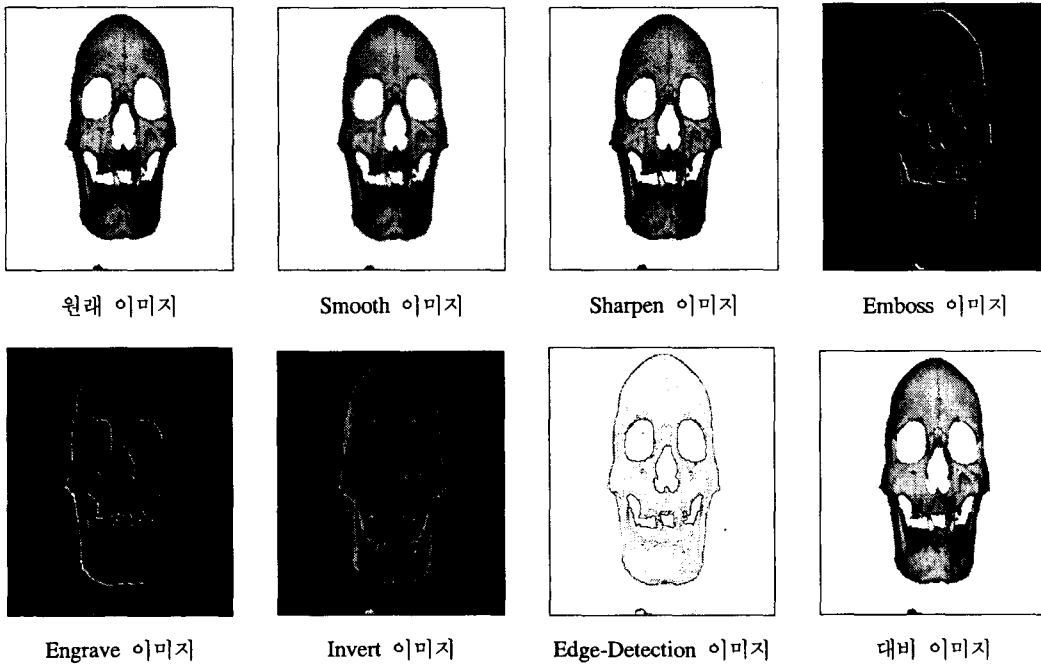 원래 이미지
Smooth 이미지
Sharpen 이미지
Emboss 이미지
Engrave 이미지
Invert 이미지
Edge-Detection 이미지
대비 이미지